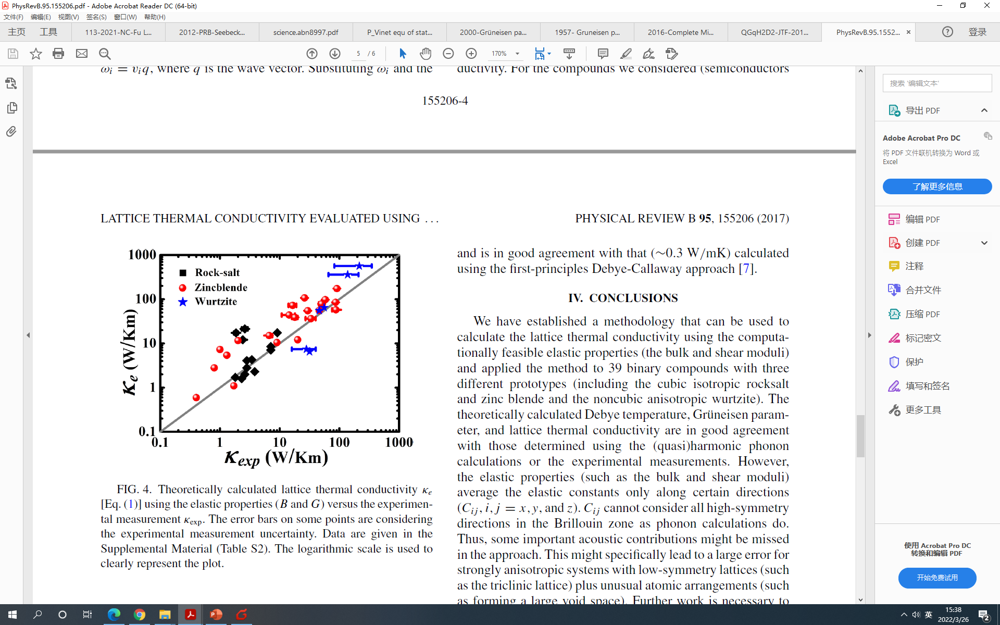 PhysRevB.95.155206.pdf - Adobe Acrobat Reader DC (64-bit)
文件(F) 编辑(E) 视图(V) 签名(S) 窗口(W) 帮助(H)
主页 工具 113-2021-NC-Fu L... 2012-PRB-Seebeck... science.abn8997.pdf P_Vinet equ of stat... 2000-Grüneisen pa... 1957- Gruneisen p... 2016-Complete Mi... QGqH2D2-JTF-201... PhysRevB.95.1552... × 登录
5 / 6 170%
ωi = viq, where q is the wave vector. Substituting ωi and the
ductivity. For the compounds we considered (semiconductors
155206-4
LATTICE THERMAL CONDUCTIVITY EVALUATED USING ...
PHYSICAL REVIEW B 95, 155206 (2017)
1000
100
10
1
0.1
κe (W/Km)
Rock-salt
Zincblende
Wurtzite
0.1 1 10 100 1000
κexp (W/Km)
FIG. 4. Theoretically calculated lattice thermal conductivity κe
[Eq. (1)] using the elastic properties (B and G) versus the experimen-
tal measurement κexp. The error bars on some points are considering
the experimental measurement uncertainty. Data are given in the
Supplemental Material (Table S2). The logarithmic scale is used to
clearly represent the plot.
and is in good agreement with that (∼0.3 W/mK) calculated
using the first-principles Debye-Callaway approach [7].
IV. CONCLUSIONS
We have established a methodology that can be used to
calculate the lattice thermal conductivity using the computa-
tionally feasible elastic properties (the bulk and shear moduli)
and applied the method to 39 binary compounds with three
different prototypes (including the cubic isotropic rocksalt
and zinc blende and the noncubic anisotropic wurtzite). The
theoretically calculated Debye temperature, Grüneisen param-
eter, and lattice thermal conductivity are in good agreement
with those determined using the (quasi)harmonic phonon
calculations or the experimental measurements. However,
the elastic properties (such as the bulk and shear moduli)
average the elastic constants only along certain directions
(Cij, i, j = x, y, and z). Cij cannot consider all high-symmetry
directions in the Brillouin zone as phonon calculations do.
Thus, some important acoustic contributions might be missed
in the approach. This might specifically lead to a large error for
strongly anisotropic systems with low-symmetry lattices (such
as the triclinic lattice) plus unusual atomic arrangements (such
as forming a large void space). Further work is necessary to
搜索 '编辑文本'
导出 PDF
Adobe Acrobat Pro DC
将 PDF 文件联机转换为 Word 或
Excel
了解更多信息
编辑 PDF
创建 PDF
注释
合并文件
压缩 PDF
标记密文
保护
填写和签名
更多工具
使用 Acrobat Pro DC
转换和编辑 PDF
开始免费试用
英
15:38
2022/3/26
2